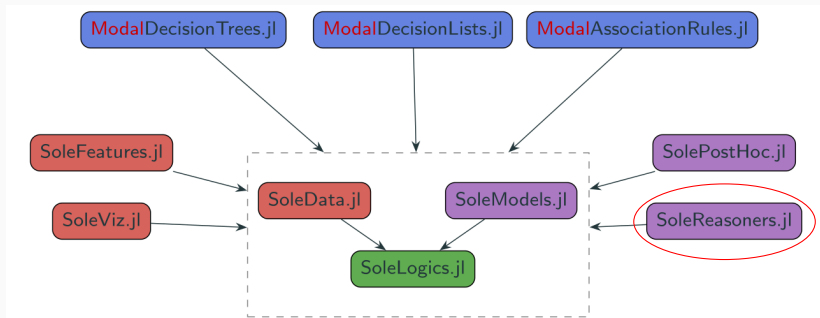 ModalDecisionTrees.jl
ModalDecisionLists.jl
ModalAssociationRules.jl
SoleFeatures.jl
SolePostHoc.jl
SoleData.jl
SoleModels.jl
SoleViz.jl
SoleReasoners.jl
SoleLogics.jl